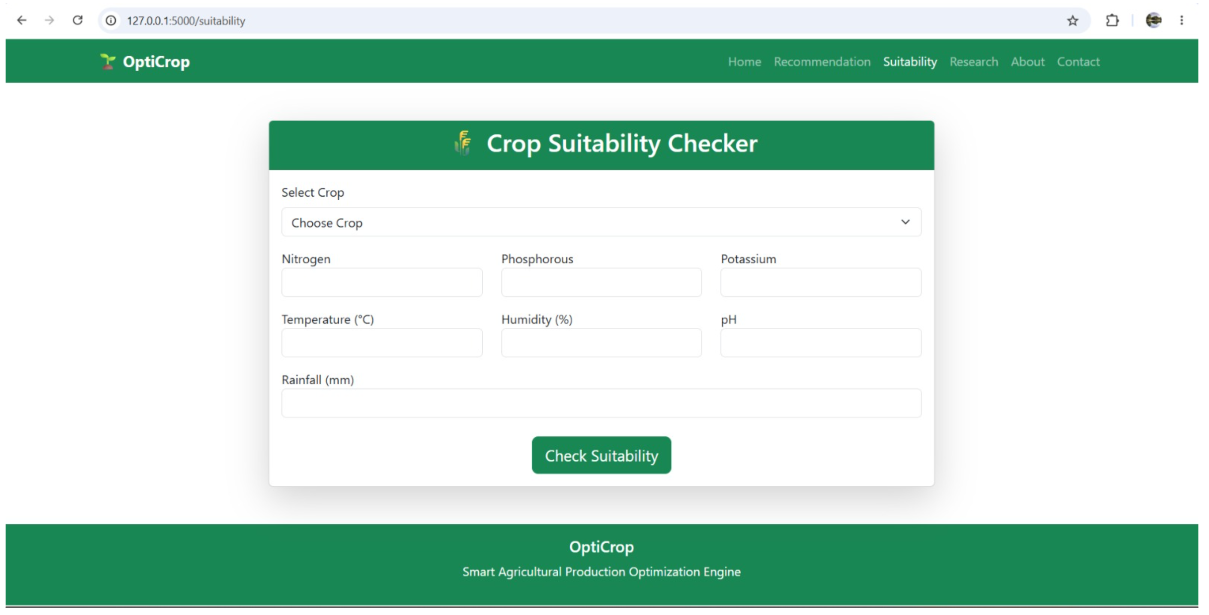 127.0.0.1:5000/suitability
OptiCrop Home Recommendation Suitability Research About Contact
Crop Suitability Checker
Select Crop
Choose Crop
Nitrogen Phosphorous Potassium
Temperature (°C) Humidity (%) pH
Rainfall (mm)
Check Suitability
OptiCrop
Smart Agricultural Production Optimization Engine